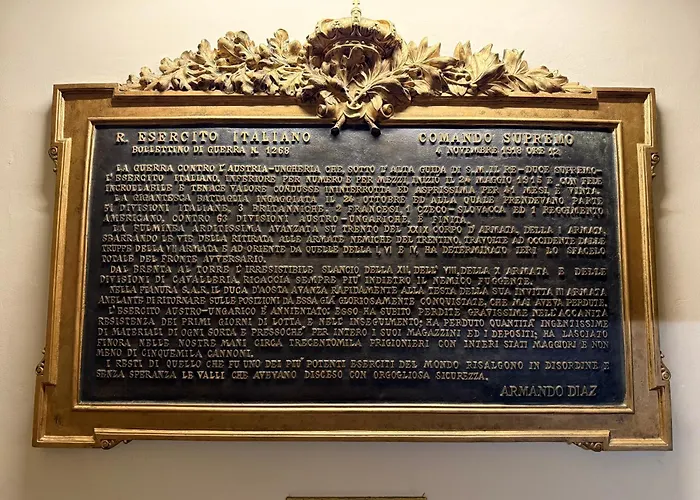 R. ESERCITO ITALIANO COMANDO SUPREMO
BOLLETTINO DI GUERRA N. 1268 4 NOVEMBRE 1918 ORE 12
LA GUERRA CONTRO L'AUSTRIA-UNGHERIA CHE, SOTTO L'ALTA GUIDA DI S.M. IL RE-DUCE SUPREMO-
L'ESERCITO ITALIANO, INFERIORE PER NUMERO E PER MEZZI, INIZIÒ IL 24 MAGGIO 1915 E CON FEDE
INCROLLABILE E TENACE VALORE CONDUSSE ININTERROTTA ED ASPRISSIMA PER 41 MESI, È VINTA.
LA GIGANTESCA BATTAGLIA INGAGGIATA IL 24 OTTOBRE ED ALLA QUALE PRENDEVANO PARTE
51 DIVISIONI ITALIANE, 3 BRITANNICHE, 2 FRANCESI, 1 CZECO-SLOVACCA ED 1 REGGIMENTO
AMERICANO, CONTRO 63 DIVISIONI AUSTRO-UNGARICHE, È FINITA.
LA FULMINEA ARDITISSIMA AVANZATA SU TRENTO DEL XXIX CORPO D'ARMATA DELLA I ARMATA,
SBARRANDO LE VIE DELLA RITIRATA ALLE ARMATE NEMICHE DEL TRENTINO, TRAVOLTE AD OCCIDENTE DALLE
TRUPPE DELLA VII ARMATA E AD ORIENTE DA QUELLE DELLA I, VI E IV, HA DETERMINATO IERI LO SFACELO
TOTALE DEL FRONTE AVVERSARIO.
DAL BRENTA AL TORRE L'IRRESISTIBILE SLANCIO DELLA XII, DELL'VIII, DELLA X ARMATA E DELLE
DIVISIONI DI CAVALLERIA, RICACCIA SEMPRE PIÙ INDIETRO IL NEMICO FUGGENTE.
NELLA PIANURA, S.A.R. IL DUCA D'AOSTA AVANZA RAPIDAMENTE ALLA TESTA DELLA SUA INVITTA III ARMATA
ANELANTE DI RITORNARE SULLE POSIZIONI DA ESSA GIÀ GLORIOSAMENTE CONQUISTATE, CHE MAI AVEVA PERDUTE.
L'ESERCITO AUSTRO-UNGARICO È ANNIENTATO: ESSO HA SUBITO PERDITE GRAVISSIME NELL'ACCANITA
RESISTENZA DEI PRIMI GIORNI DI LOTTA E NELL'INSEGUIMENTO; HA PERDUTO QUANTITÀ INGENTISSIME
DI MATERIALI DI OGNI SORTA E PRESSOCHÈ PER INTERO I SUOI MAGAZZINI ED I DEPOSITI; HA LASCIATO
FINORA NELLE NOSTRE MANI CIRCA TRECENTOMILA PRIGIONIERI CON INTERI STATI MAGGIORI E NON
MENO DI CINQUEMILA CANNONI.
I RESTI DI QUELLO CHE FU UNO DEI PIU' POTENTI ESERCITI DEL MONDO RISALGONO IN DISORDINE E
SENZA SPERANZA LE VALLI CHE AVEVANO DISCESO CON ORGOGLIOSA SICUREZZA.
ARMANDO DIAZ